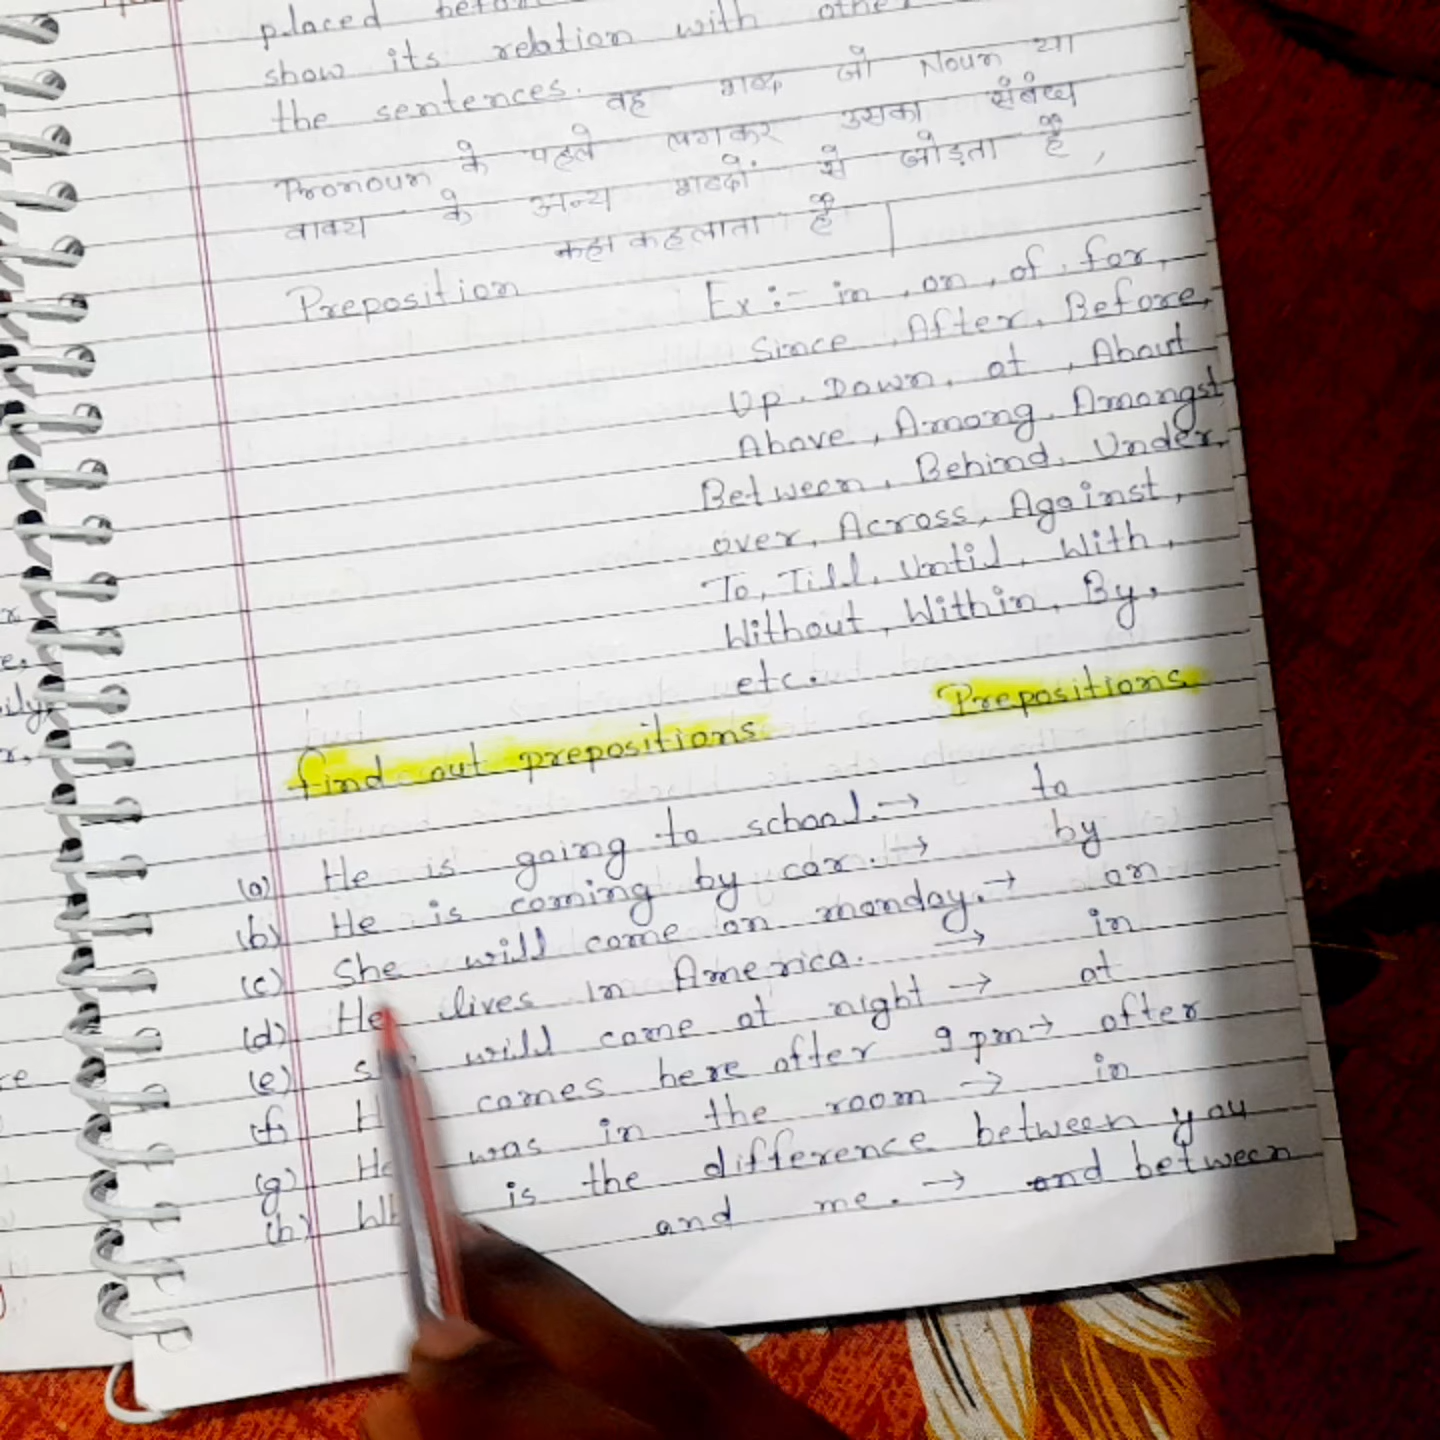 placed
show its relation with
the sentences. वह शब्द जो Noun या
Pronoun के पहले लगकर उसका संबंध
वाक्य के अन्य शब्दों से जोड़ता है,
Preposition कहलाता है |
Ex:- in, on, of, for,
Since, After, Before,
Up, Down, at, About
Above, Among, Amongst
Between, Behind, Under,
over, Across, Against,
To, Till, Until, With,
Without, Within, By,
etc.
find out prepositions Prepositions
(a) He is going to school. → to
(b) He is coming by car. → by
(c) She will come on monday. → on
(d) He lives in America. → in
(e) will come at night → at
(f) comes here after 9 pm → after
(g) He was in the room → in
(h) is the difference between you
and me. → and between